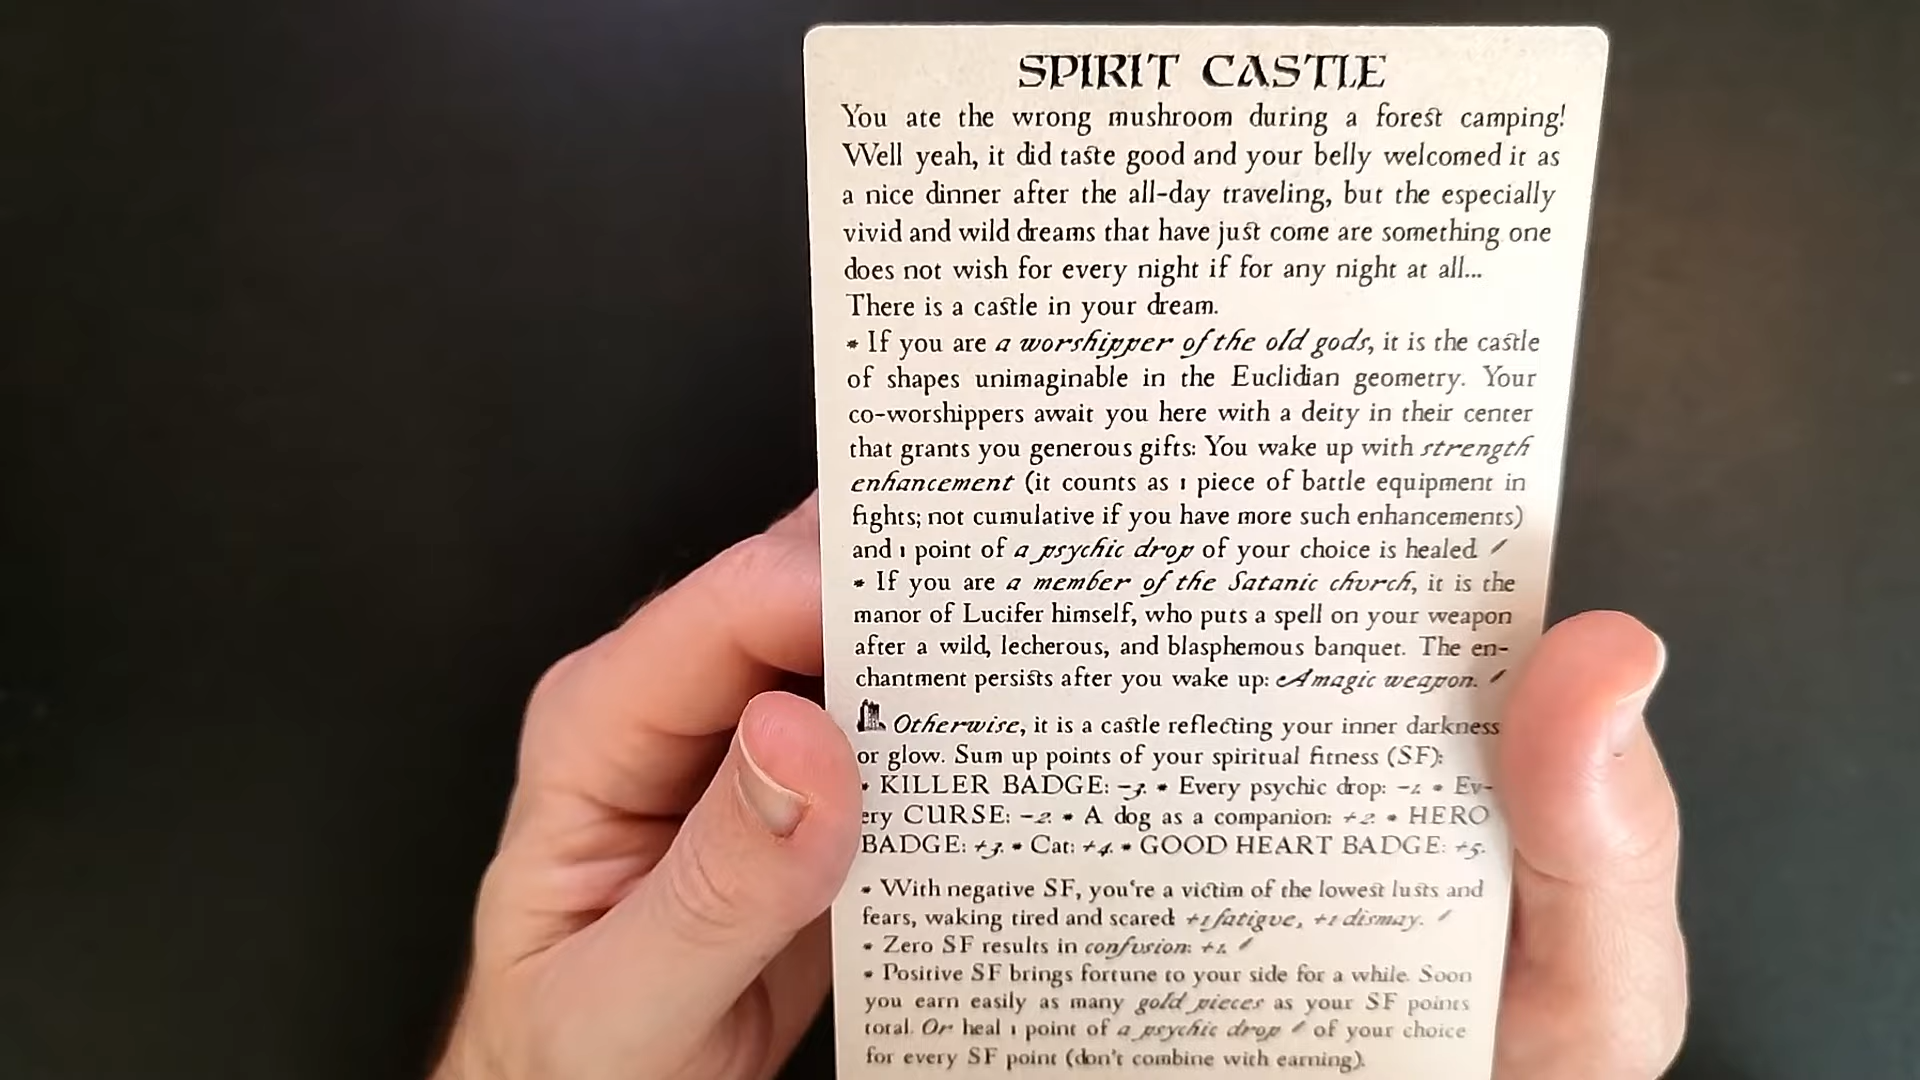 SPIRIT CASTLE
You ate the wrong mushroom during a forest camping!
Well yeah, it did taste good and your belly welcomed it as
a nice dinner after the all-day traveling, but the especially
vivid and wild dreams that have just come are something one
does not wish for every night if for any night at all...
There is a castle in your dream.
* If you are a worshipper of the old gods, it is the castle
of shapes unimaginable in the Euclidian geometry. Your
co-worshippers await you here with a deity in their center
that grants you generous gifts: You wake up with strength
enhancement (it counts as 1 piece of battle equipment in
fights; not cumulative if you have more such enhancements)
and 1 point of a psychic drop of your choice is healed.
* If you are a member of the Satanic church, it is the
manor of Lucifer himself, who puts a spell on your weapon
after a wild, lecherous, and blasphemous banquet. The en-
chantment persists after you wake up: A magic weapon.
Otherwise, it is a castle reflecting your inner darkness
or glow. Sum up points of your spiritual fitness (SF):
* KILLER BADGE: -3. * Every psychic drop: -1. * Ev-
ery CURSE: -2. * A dog as a companion: +2. * HERO
BADGE: +3. * Cat: +4. * GOOD HEART BADGE: +5.
* With negative SF, you're a victim of the lowest lusts and
fears, waking tired and scared: +1 fatigue, +1 dismay.
* Zero SF results in confusion: +1.
* Positive SF brings fortune to your side for a while. Soon
you earn easily as many gold pieces as your SF points
total. Or heal 1 point of a psychic drop of your choice
for every SF point (don't combine with earning).